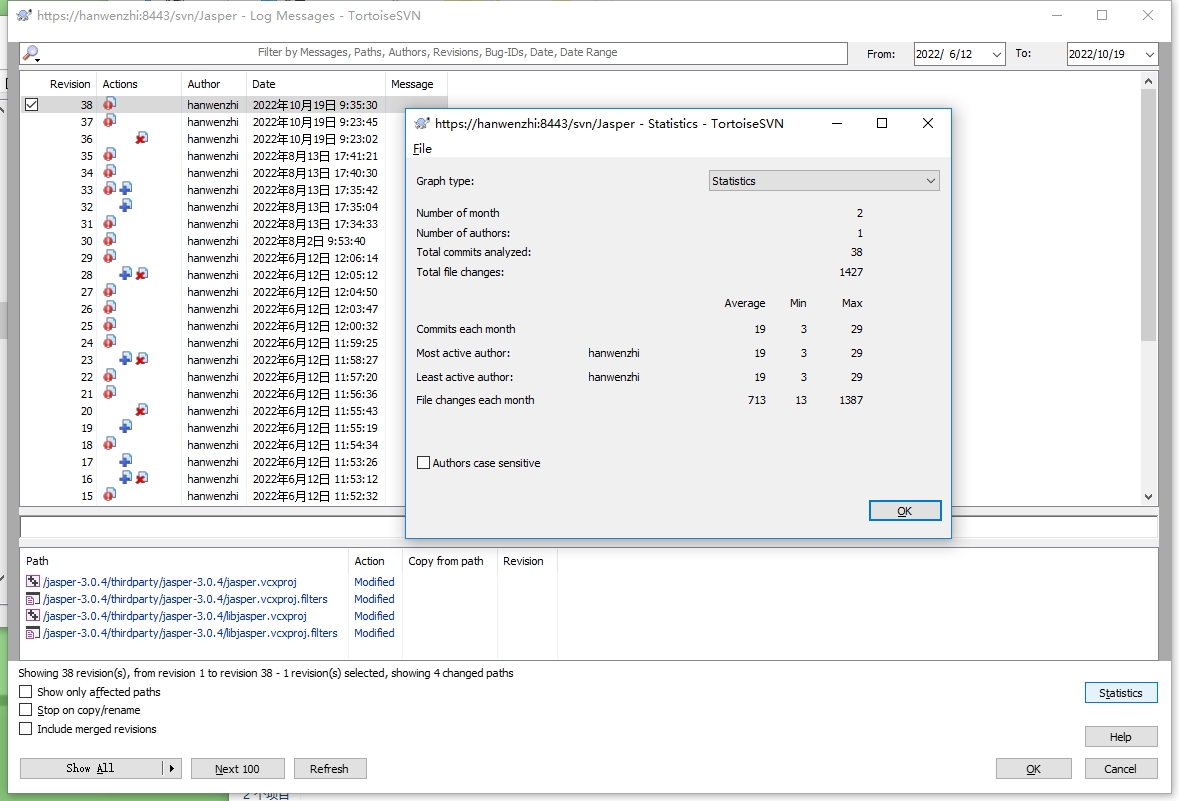 https://hanwenzhi:8443/svn/Jasper - Log Messages - TortoiseSVN
Filter by Messages, Paths, Authors, Revisions, Bug-IDs, Date, Date Range
From: 2022/ 6/12 To: 2022/10/19
Revision Actions Author Date Message
38 hanwenzhi 2022年10月19日 9:35:30
37 hanwenzhi 2022年10月19日 9:23:45
36 hanwenzhi 2022年10月19日 9:23:02
35 hanwenzhi 2022年8月13日 17:41:21
34 hanwenzhi 2022年8月13日 17:40:30
33 hanwenzhi 2022年8月13日 17:35:42
32 hanwenzhi 2022年8月13日 17:35:04
31 hanwenzhi 2022年8月13日 17:34:33
30 hanwenzhi 2022年8月2日 9:53:40
29 hanwenzhi 2022年6月12日 12:06:14
28 hanwenzhi 2022年6月12日 12:05:12
27 hanwenzhi 2022年6月12日 12:04:50
26 hanwenzhi 2022年6月12日 12:03:47
25 hanwenzhi 2022年6月12日 12:00:32
24 hanwenzhi 2022年6月12日 11:59:25
23 hanwenzhi 2022年6月12日 11:58:27
22 hanwenzhi 2022年6月12日 11:57:20
21 hanwenzhi 2022年6月12日 11:56:36
20 hanwenzhi 2022年6月12日 11:55:43
19 hanwenzhi 2022年6月12日 11:55:19
18 hanwenzhi 2022年6月12日 11:54:34
17 hanwenzhi 2022年6月12日 11:53:26
16 hanwenzhi 2022年6月12日 11:53:12
15 hanwenzhi 2022年6月12日 11:52:32
https://hanwenzhi:8443/svn/Jasper - Statistics - TortoiseSVN
File
Graph type: Statistics
Number of month 2
Number of authors: 1
Total commits analyzed: 38
Total file changes: 1427
Average Min Max
Commits each month 19 3 29
Most active author: hanwenzhi 19 3 29
Least active author: hanwenzhi 19 3 29
File changes each month 713 13 1387
Authors case sensitive
OK
Path Action Copy from path Revision
/jasper-3.0.4/thirdparty/jasper-3.0.4/jasper.vcxproj Modified
/jasper-3.0.4/thirdparty/jasper-3.0.4/jasper.vcxproj.filters Modified
/jasper-3.0.4/thirdparty/jasper-3.0.4/libjasper.vcxproj Modified
/jasper-3.0.4/thirdparty/jasper-3.0.4/libjasper.vcxproj.filters Modified
Showing 38 revision(s), from revision 1 to revision 38 - 1 revision(s) selected, showing 4 changed paths
Show only affected paths
Statistics
Stop on copy/rename
Include merged revisions
Help
Show All Next 100 Refresh OK Cancel
2 个项目